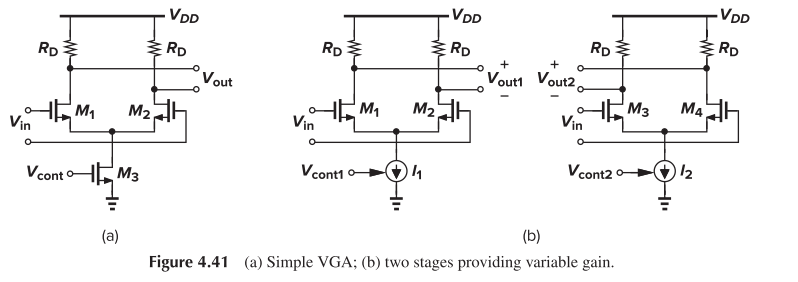 VDD VDD VDD
RD RD RD RD RD RD
Vout
+ +
Vout1 Vout2
− −
M1 M2 M1 M2 M3 M4
Vin Vin Vin
Vcont M3 Vcont1 I1 Vcont2 I2
(a) (b)
Figure 4.41 (a) Simple VGA; (b) two stages providing variable gain.